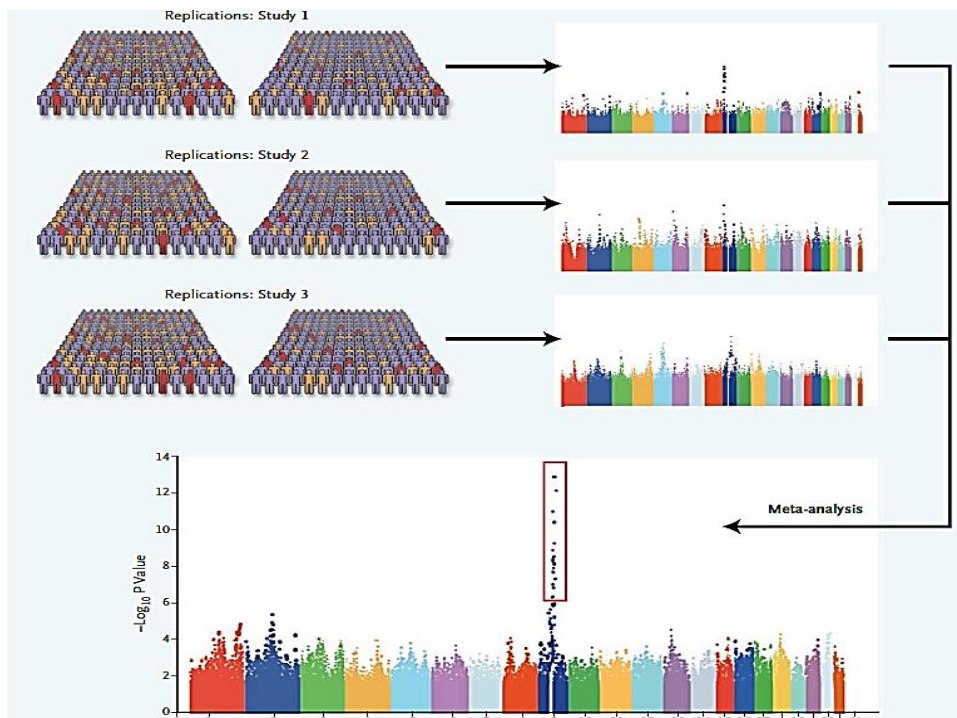 Replications: Study 1
Replications: Study 2
Replications: Study 3
14
12
10
8
6
4
2
0
−Log10 P Value
Meta-analysis